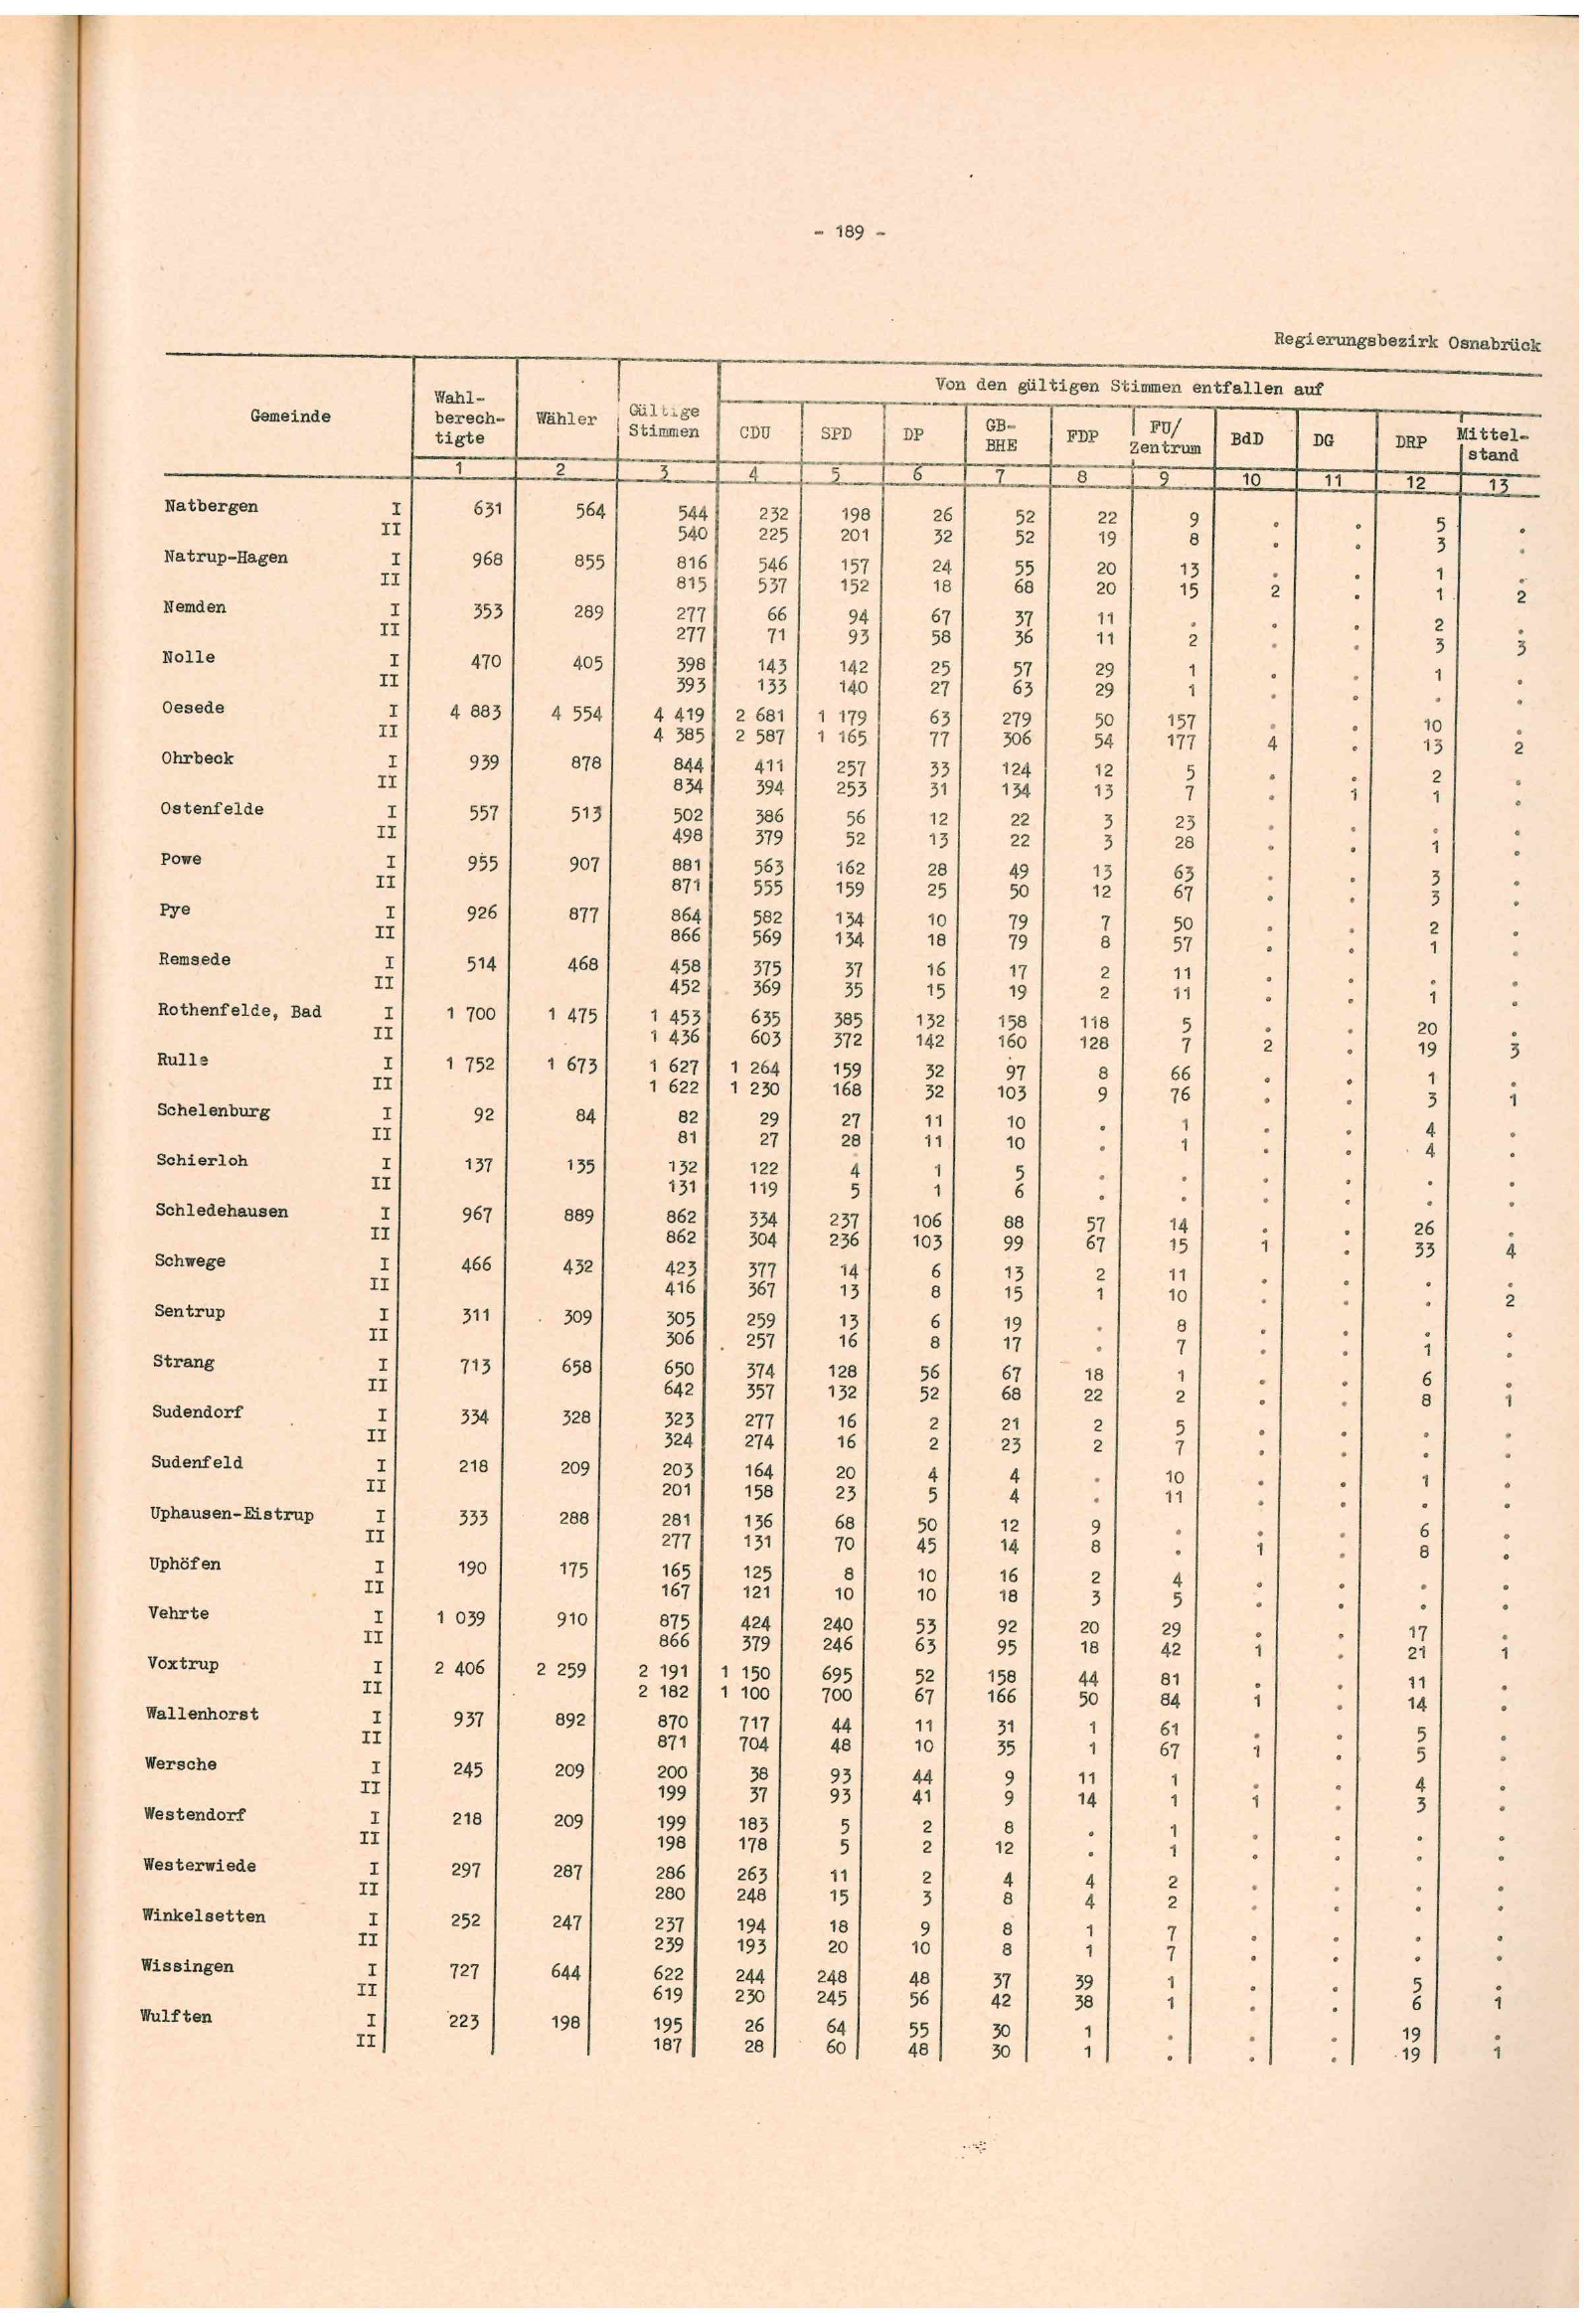 - 189 -
Regierungsbezirk Osnabrück
Gemeinde Wahl- berech- tigte Wähler Gültige Stimmen Von den gültigen Stimmen entfallen auf
CDU SPD DP GB- BHE FDP FU/ Zentrum BdD DG DRP Mittel- stand
1 2 3 4 5 6 7 8 9 10 11 12 13
Natbergen I 631 564 544 232 198 26 52 22 9 . . 5 .
II 540 225 201 32 52 19 8 . . 3 .
Natrup-Hagen I 968 855 816 546 157 24 55 20 13 . . 1 .
II 815 537 152 18 68 20 15 2 . 1 2
Nemden I 353 289 277 66 94 67 37 11 . . . 2 .
II 277 71 93 58 36 11 2 . . 3 3
Nolle I 470 405 398 143 142 25 57 29 1 . . 1 .
II 393 133 140 27 63 29 1 . . . .
Oesede I 4 883 4 554 4 419 2 681 1 179 63 279 50 157 . . 10 .
II 4 385 2 587 1 165 77 306 54 177 4 . 13 2
Ohrbeck I 939 878 844 411 257 33 124 12 5 . . 2 .
II 834 394 253 31 134 13 7 . 1 1 .
Ostenfelde I 557 513 502 386 56 12 22 3 23 . . . .
II 498 379 52 13 22 3 28 . . 1 .
Powe I 955 907 881 563 162 28 49 13 63 . . 3 .
II 871 555 159 25 50 12 67 . . 3 .
Pye I 926 877 864 582 134 10 79 7 50 . . 2 .
II 866 569 134 18 79 8 57 . . 1 .
Remsede I 514 468 458 375 37 16 17 2 11 . . . .
II 452 369 35 15 19 2 11 . . 1 .
Rothenfelde, Bad I 1 700 1 475 1 453 635 385 132 158 118 5 . . 20 .
II 1 436 603 372 142 160 128 7 2 . 19 3
Rulle I 1 752 1 673 1 627 1 264 159 32 97 8 66 . . 1 .
II 1 622 1 230 168 32 103 9 76 . . 3 1
Schelenburg I 92 84 82 29 27 11 10 . 1 . . 4 .
II 81 27 28 11 10 . 1 . . 4 .
Schierloh I 137 135 132 122 4 1 5 . . . . . .
II 131 119 5 1 6 . . . . . .
Schledehausen I 967 889 862 334 237 106 88 57 14 . . 26 .
II 862 304 236 103 99 67 15 1 . 33 4
Schwege I 466 432 423 377 14 6 13 2 11 . . . .
II 416 367 13 8 15 1 10 . . . 2
Sentrup I 311 309 305 259 13 6 19 . 8 . . . .
II 306 257 16 8 17 . 7 . . 1 .
Strang I 713 658 650 374 128 56 67 18 1 . . 6 .
II 642 357 132 52 68 22 2 . . 8 1
Sudendorf I 334 328 323 277 16 2 21 2 5 . . . .
II 324 274 16 2 23 2 7 . . . .
Sudenfeld I 218 209 203 164 20 4 4 . 10 . . 1 .
II 201 158 23 5 4 . 11 . . . .
Uphausen-Eistrup I 333 288 281 136 68 50 12 9 . . . 6 .
II 277 131 70 45 14 8 . 1 . 8 .
Uphöfen I 190 175 165 125 8 10 16 2 4 . . . .
II 167 121 10 10 18 3 5 . . . .
Vehrte I 1 039 910 875 424 240 53 92 20 29 . . 17 .
II 866 379 246 63 95 18 42 1 . 21 1
Voxtrup I 2 406 2 259 2 191 1 150 695 52 158 44 81 . . 11 .
II 2 182 1 100 700 67 166 50 84 1 . 14 .
Wallenhorst I 937 892 870 717 44 11 31 1 61 . . 5 .
II 871 704 48 10 35 1 67 1 . 5 .
Wersche I 245 209 200 38 93 44 9 11 1 . . 4 .
II 199 37 93 41 9 14 1 1 . 3 .
Westendorf I 218 209 199 183 5 2 8 . 1 . . . .
II 198 178 5 2 12 . 1 . . . .
Westerwiede I 297 287 286 263 11 2 4 4 2 . . . .
II 280 248 15 3 8 4 2 . . . .
Winkelsetten I 252 247 237 194 18 9 8 1 7 . . . .
II 239 193 20 10 8 1 7 . . . .
Wissingen I 727 644 622 244 248 48 37 39 1 . . 5 .
II 619 230 245 56 42 38 1 . . 6 1
Wulften I 223 198 195 26 64 55 30 1 . . . 19 .
II 187 28 60 48 30 1 . . . 19 1